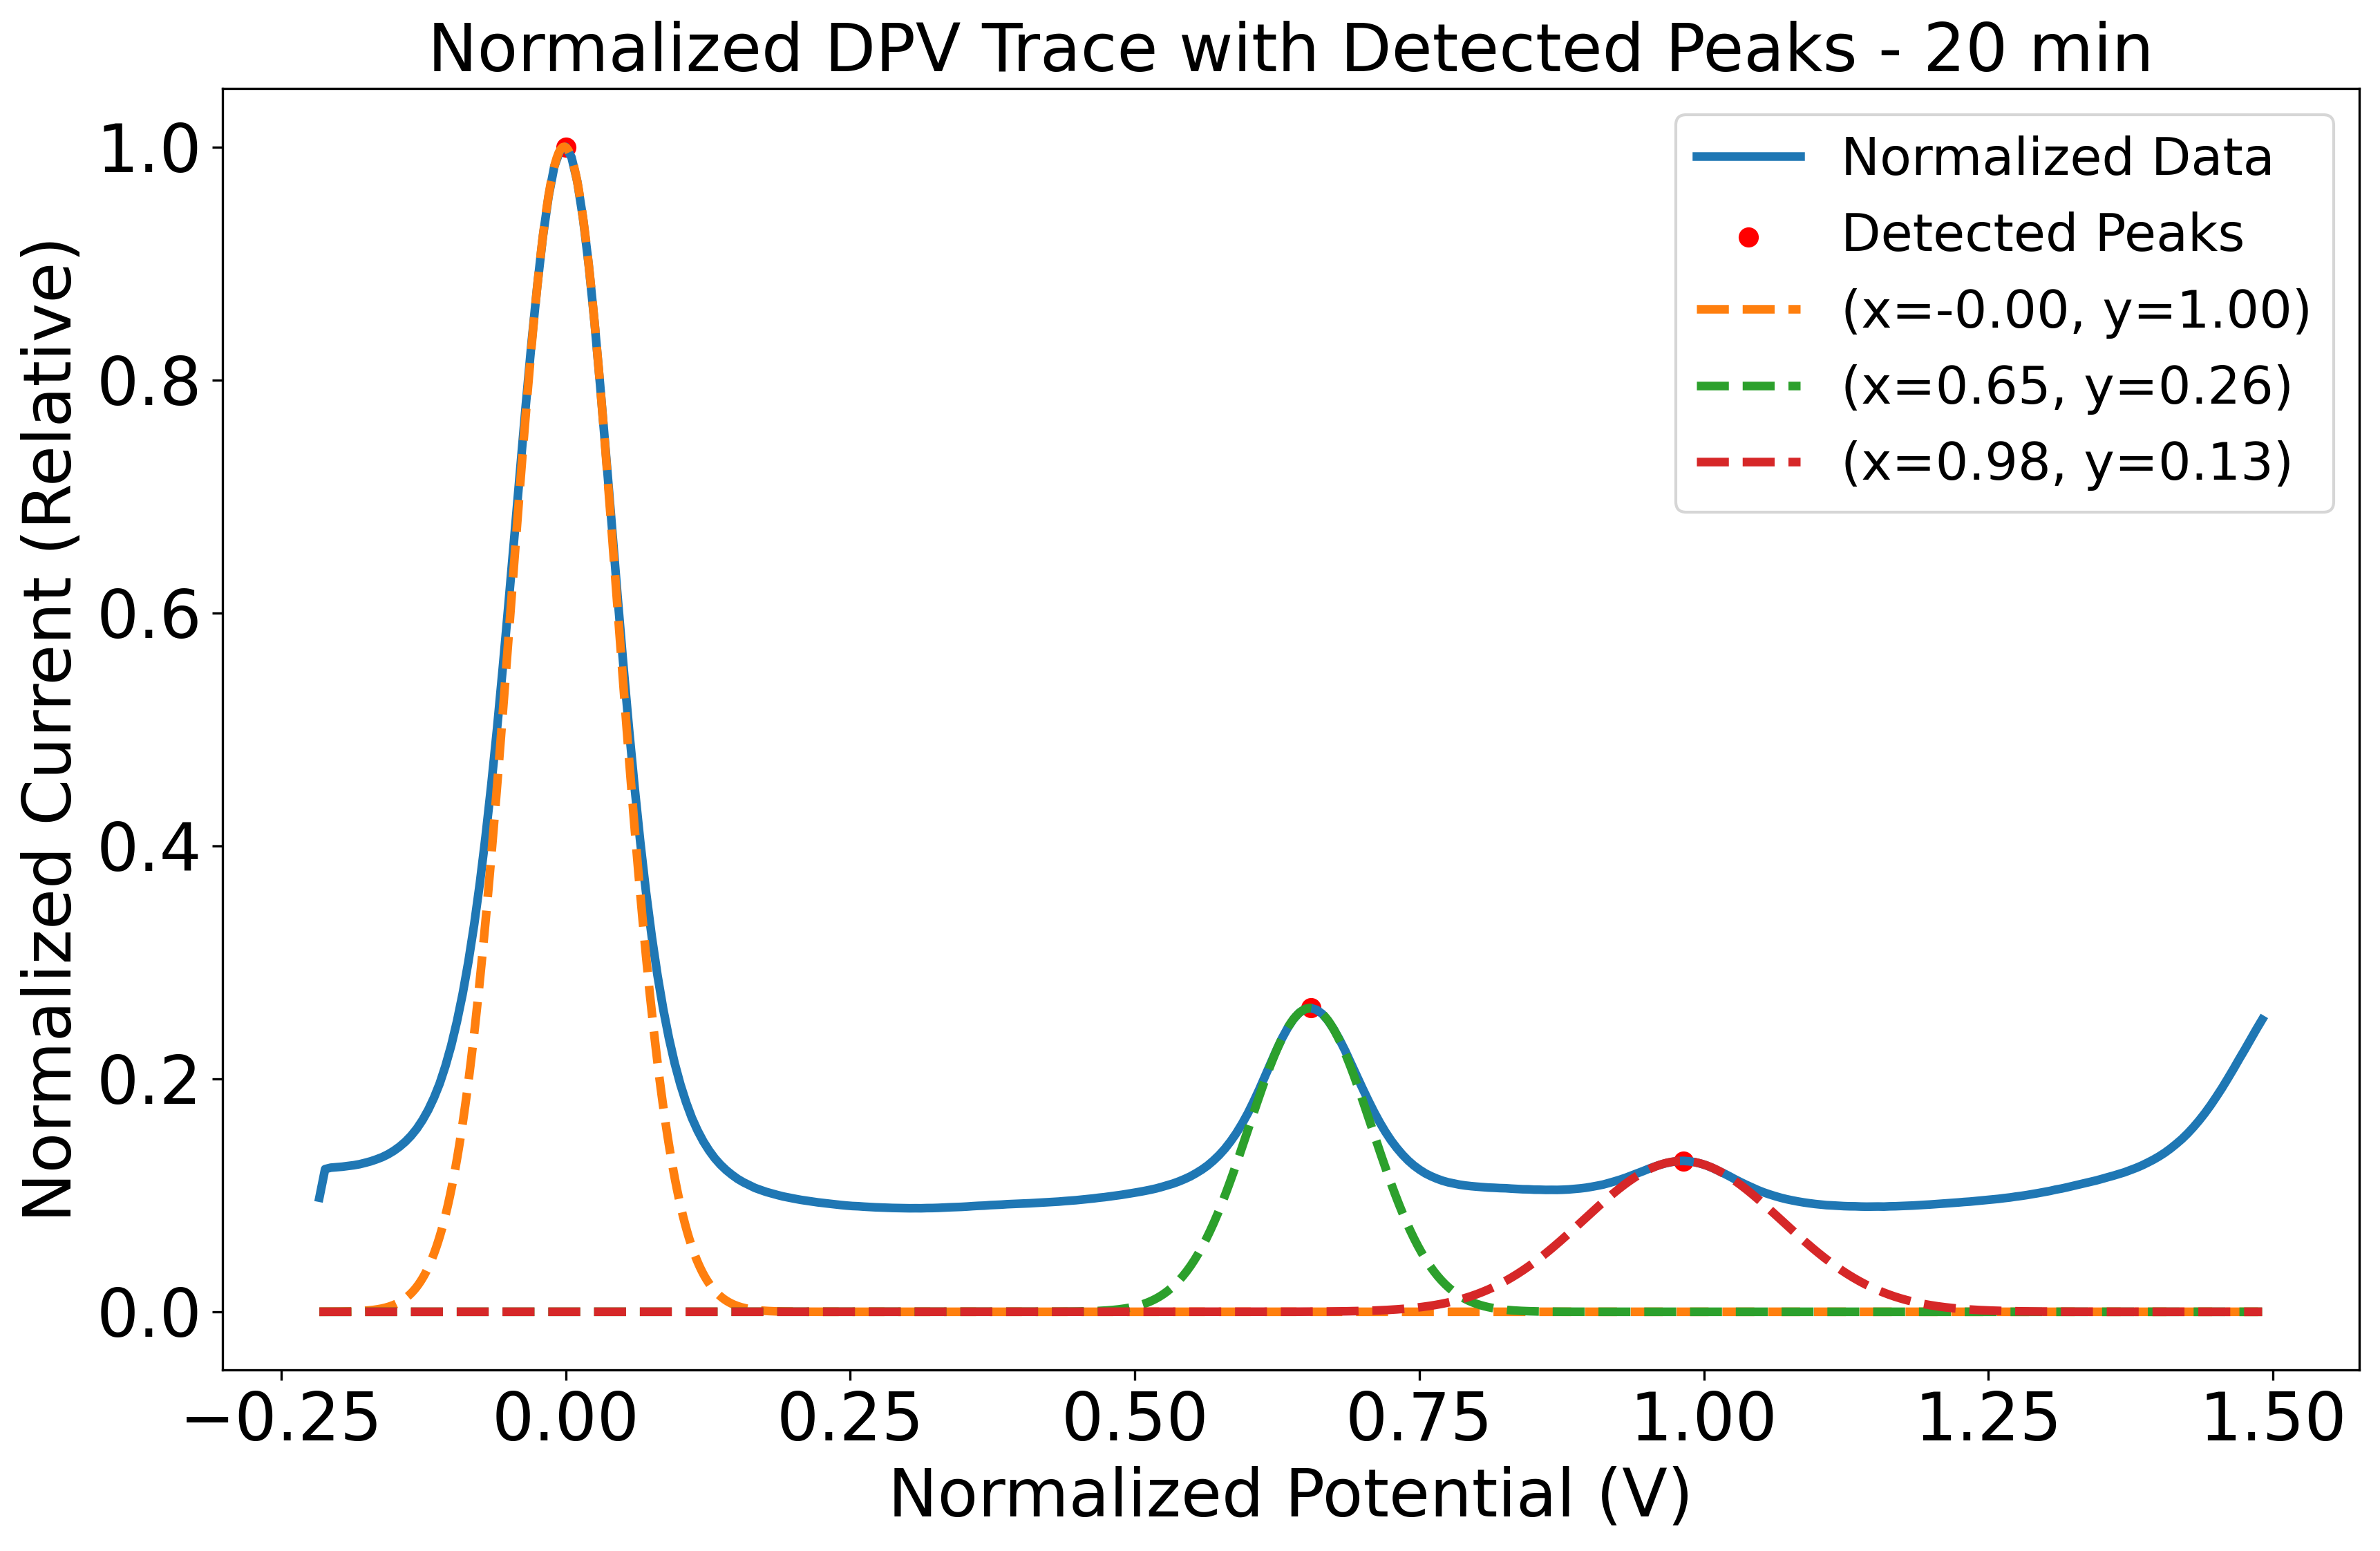 Normalized DPV Trace with Detected Peaks - 20 min
Normalized Current (Relative)
1.0
0.8
0.6
0.4
0.2
0.0
Normalized Data
Detected Peaks
(x=-0.00, y=1.00)
(x=0.65, y=0.26)
(x=0.98, y=0.13)
−0.25 0.00 0.25 0.50 0.75 1.00 1.25 1.50
Normalized Potential (V)